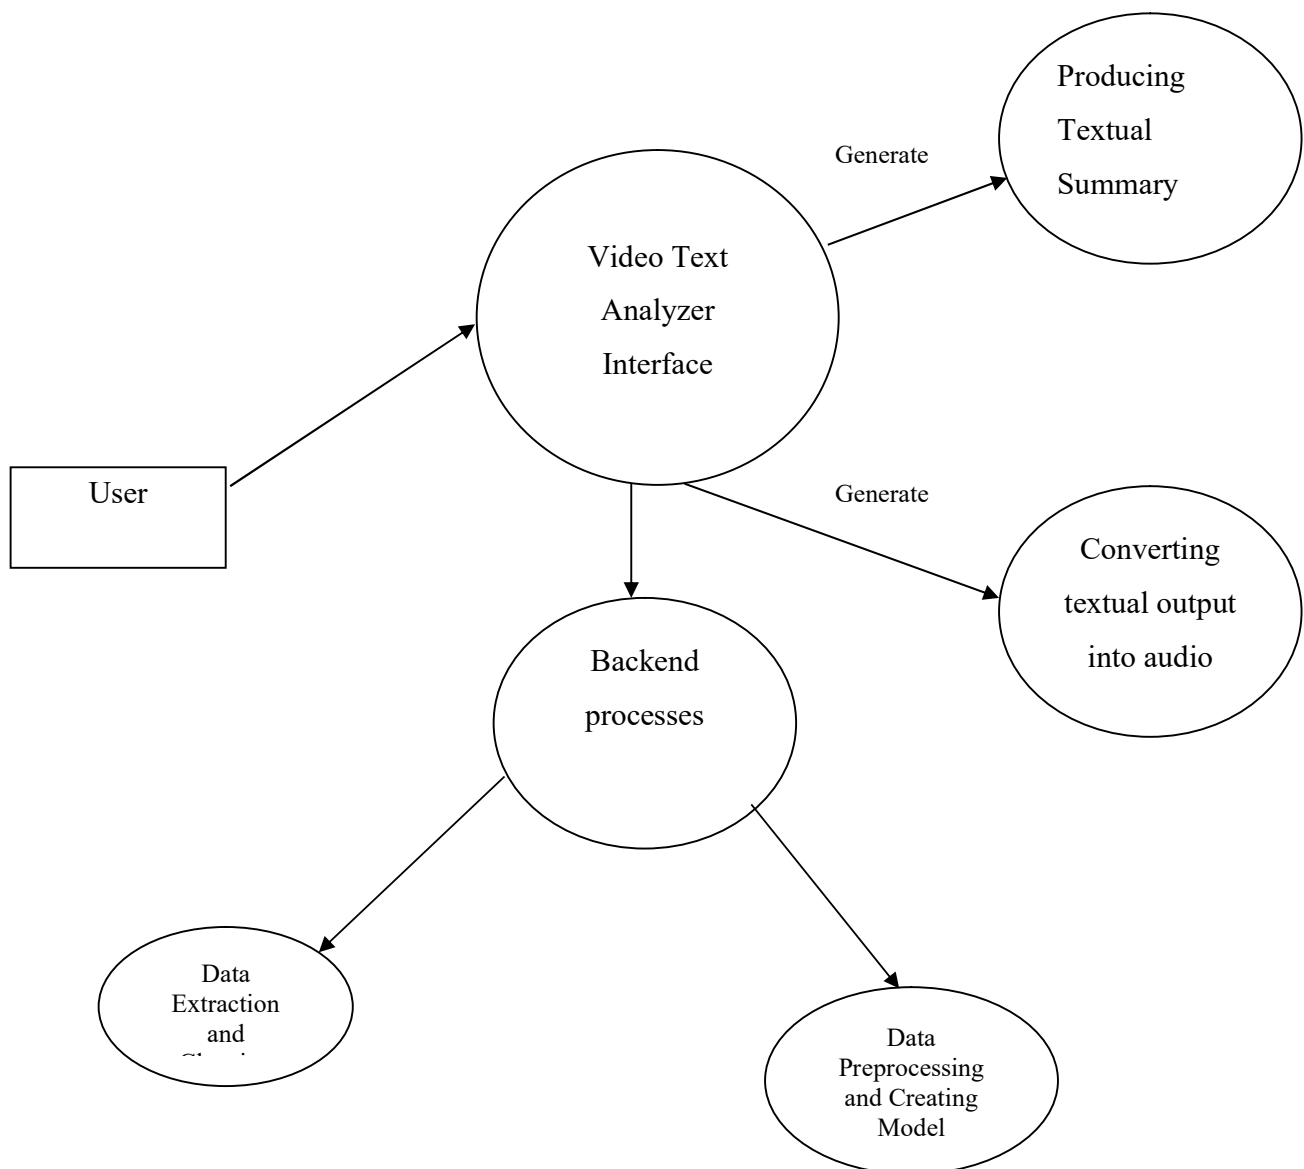 Producing
Textual
Summary
Generate
Video Text
Analyzer
Interface
User
Generate
Converting
textual output
into audio
Backend
processes
Data
Extraction
and
Data
Preprocessing
and Creating
Model